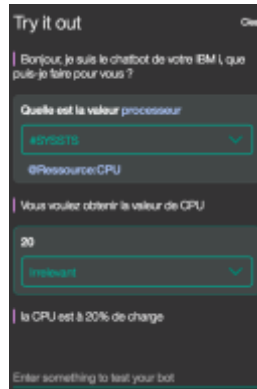 Try it out
Clea
Bonjour, je suis le chatbot de votre IBM i, que
puis-je faire pour vous ?
Quelle est la valeur processeur
#SYSSTS
@Ressource:CPU
Vous voulez obtenir la valeur de CPU
20
Irrelevant
la CPU est à 20% de charge
Enter something to test your bot